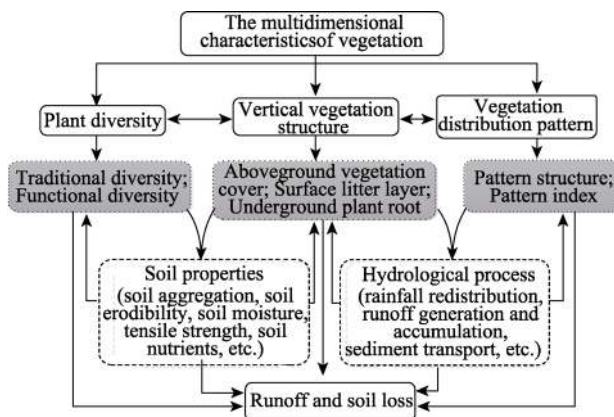 The multidimensional
characteristicsof vegetation
Plant diversity
Vertical vegetation
structure
Vegetation
distribution pattern
Traditional diversity;
Functional diversity
Aboveground vegetation
cover; Surface litter layer;
Underground plant root
Pattern structure;
Pattern index
Soil properties
(soil aggregation, soil
erodibility, soil moisture,
tensile strength, soil
nutrients, etc.)
Hydrological process
(rainfall redistribution,
runoff generation and
accumulation,
sediment transport, etc.)
Runoff and soil loss